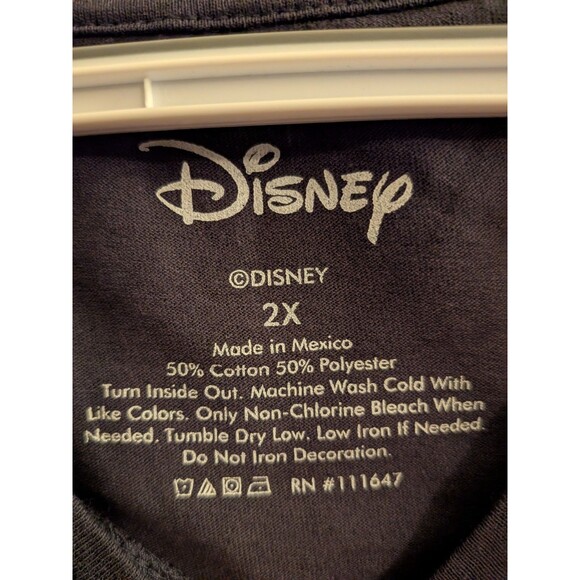 Disney
©DISNEY
2X
Made in Mexico
50% Cotton 50% Polyester
Turn Inside Out. Machine Wash Cold With
Like Colors. Only Non-Chlorine Bleach When
Needed. Tumble Dry Low. Low Iron If Needed.
Do Not Iron Decoration.
RN #111647